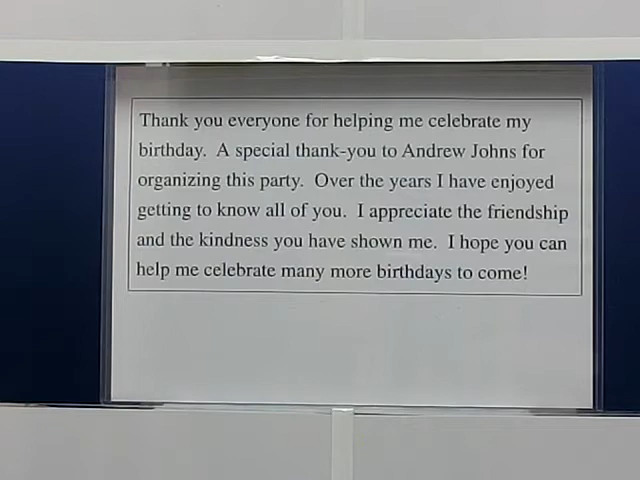 Thank you everyone for helping me celebrate my
birthday.  A special thank-you to Andrew Johns for
organizing this party.  Over the years I have enjoyed
getting to know all of you.  I appreciate the friendship
and the kindness you have shown me.  I hope you can
help me celebrate many more birthdays to come!